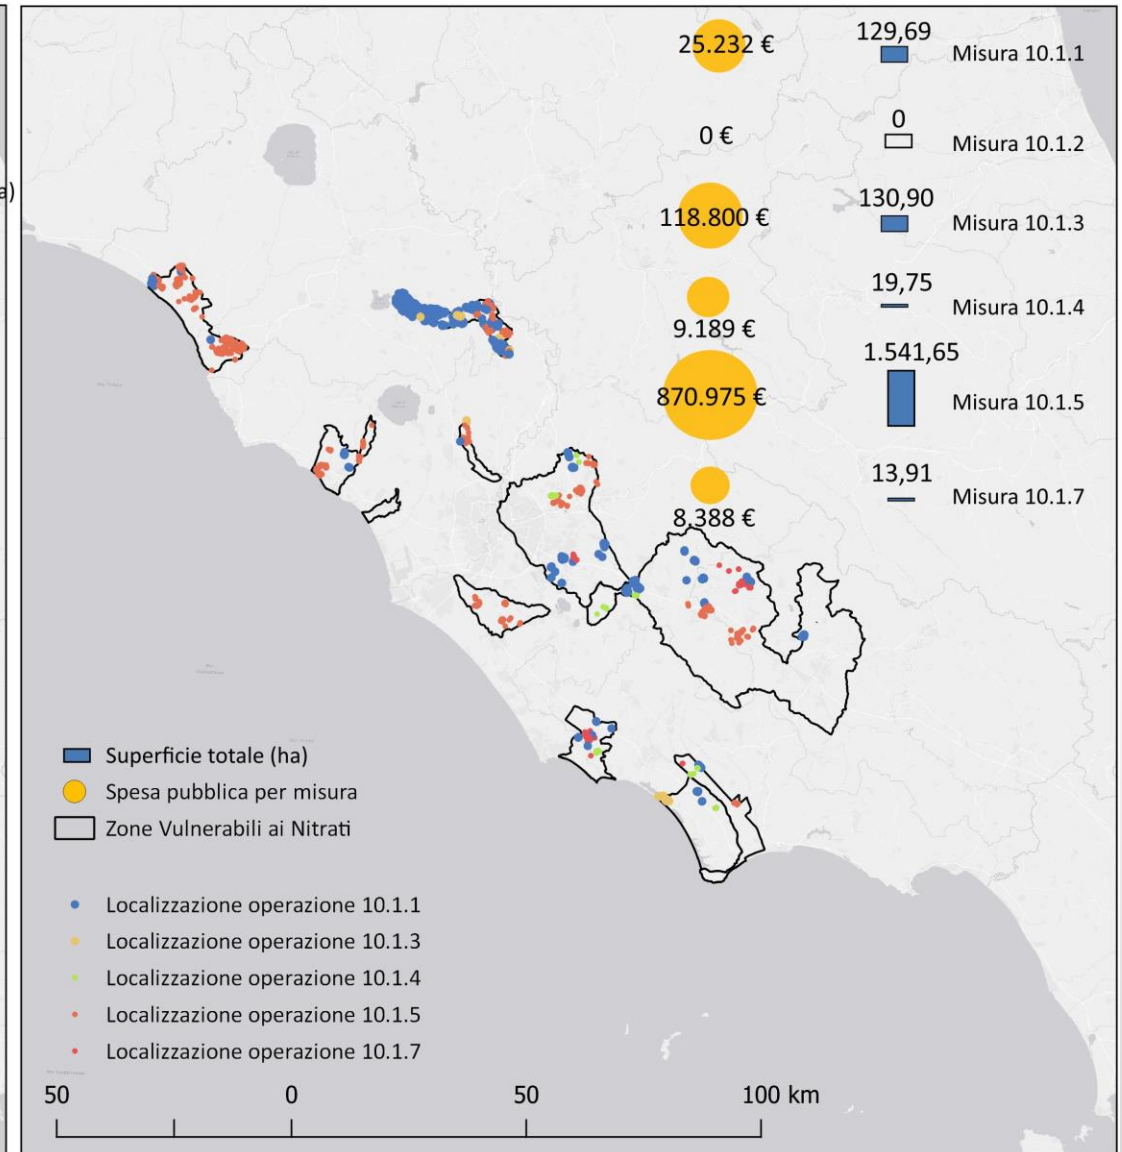 a)
25.232 €
129,69
Misura 10.1.1
0 €
0
Misura 10.1.2
118.800 €
130,90
Misura 10.1.3
9.189 €
19,75
Misura 10.1.4
870.975 €
1.541,65
Misura 10.1.5
8.388 €
13,91
Misura 10.1.7
Superficie totale (ha)
Spesa pubblica per misura
Zone Vulnerabili ai Nitrati
Localizzazione operazione 10.1.1
Localizzazione operazione 10.1.3
Localizzazione operazione 10.1.4
Localizzazione operazione 10.1.5
Localizzazione operazione 10.1.7
50 0 50 100 km